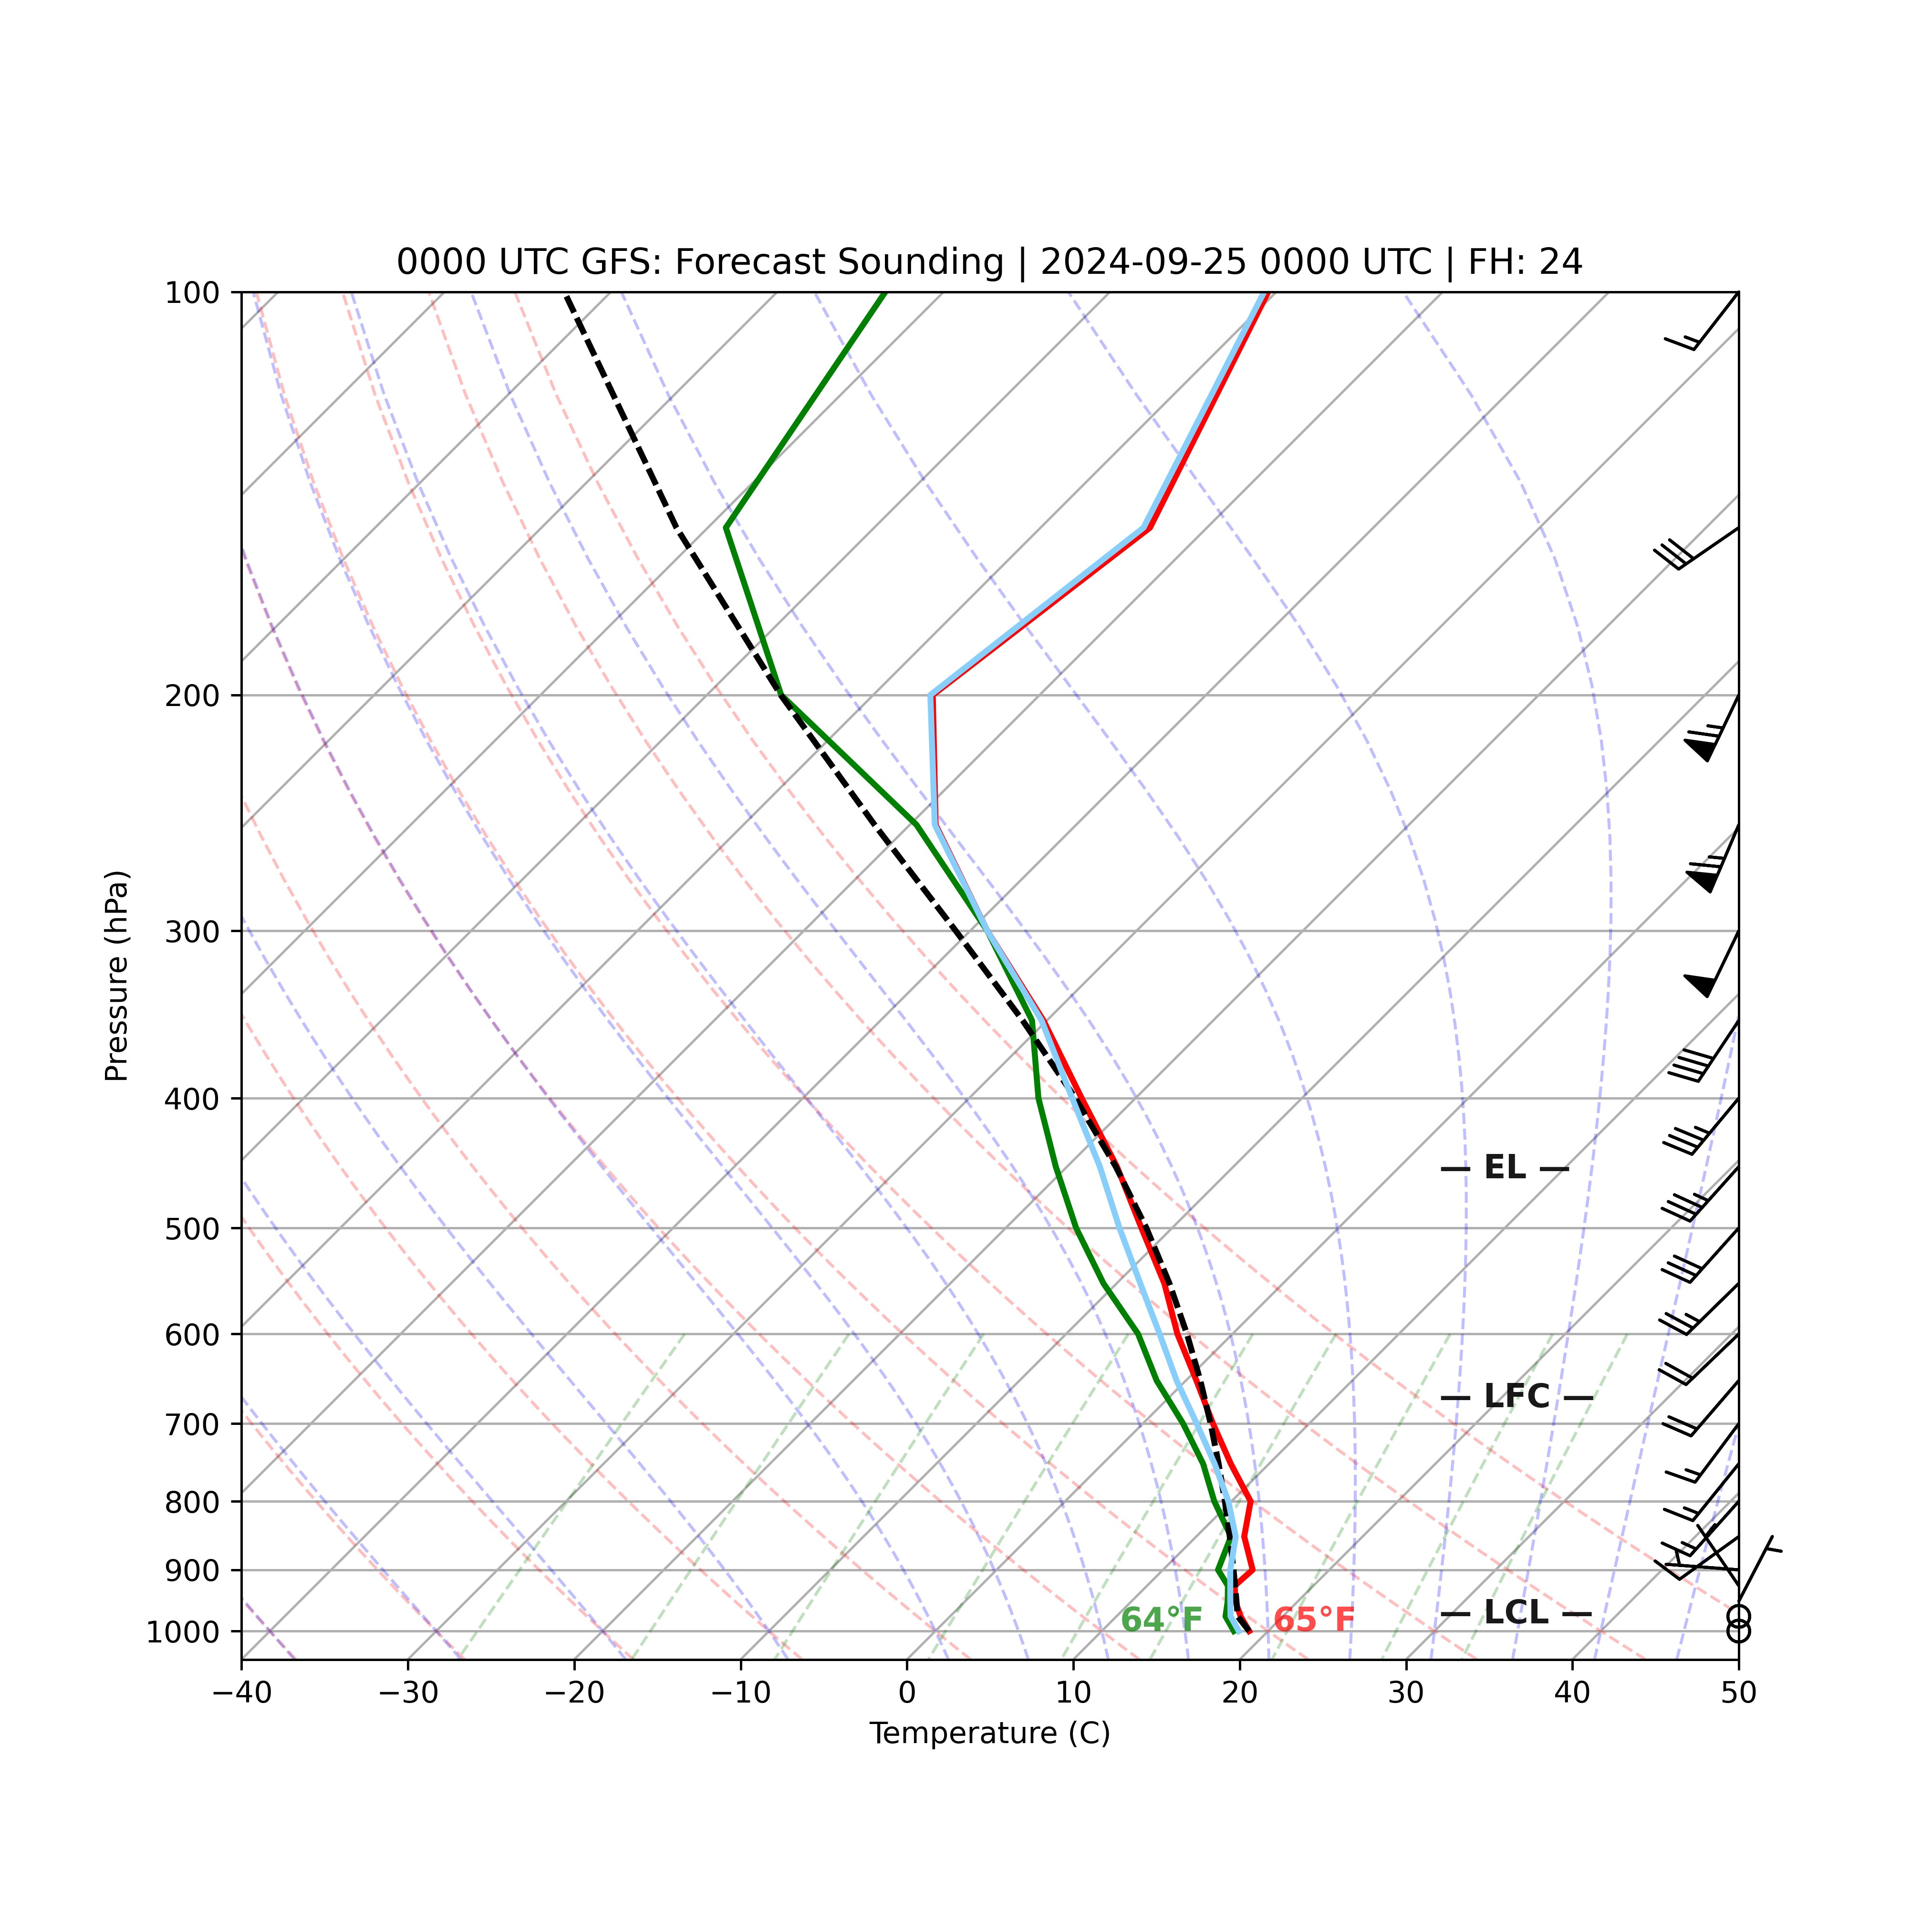 0000 UTC GFS: Forecast Sounding | 2024-09-25 0000 UTC | FH: 24
100
200
300
400
500
600
700
800
900
1000
Pressure (hPa)
— EL —
— LFC —
— LCL —
64°F 65°F
−40 −30 −20 −10 0 10 20 30 40 50
Temperature (C)